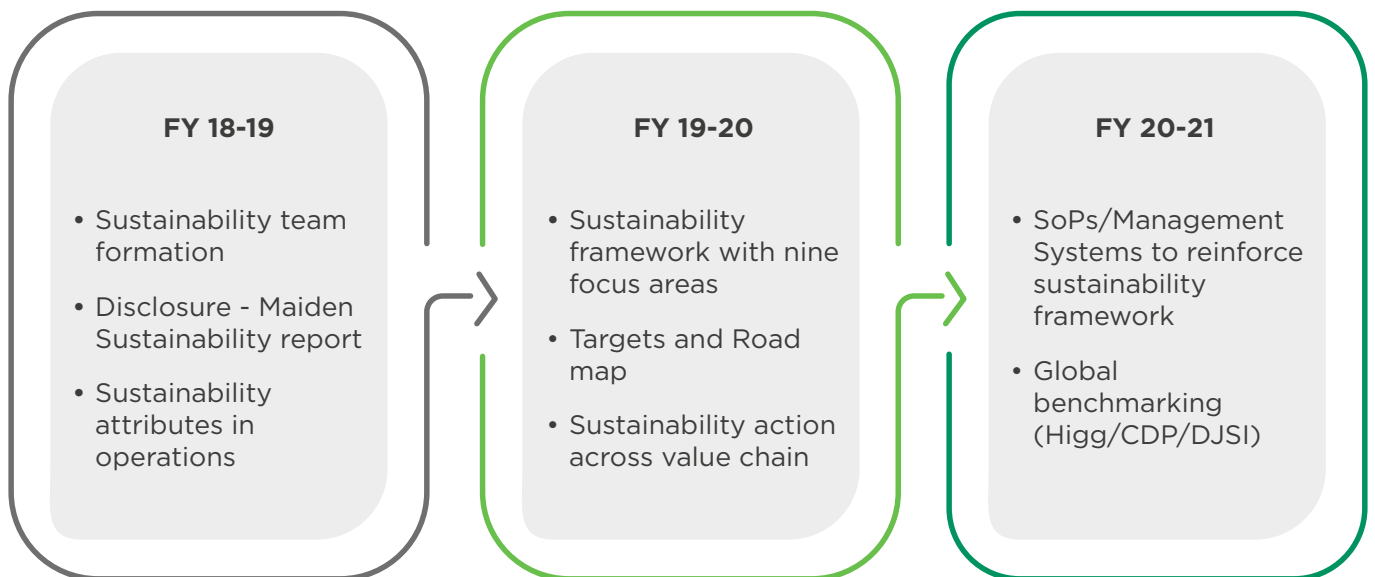 FY 18-19
• Sustainability team
formation
• Disclosure - Maiden
Sustainability report
• Sustainability
attributes in
operations
FY 19-20
• Sustainability
framework with nine
focus areas
• Targets and Road
map
• Sustainability action
across value chain
FY 20-21
• SoPs/Management
Systems to reinforce
sustainability
framework
• Global
benchmarking
(Higg/CDP/DJSI)